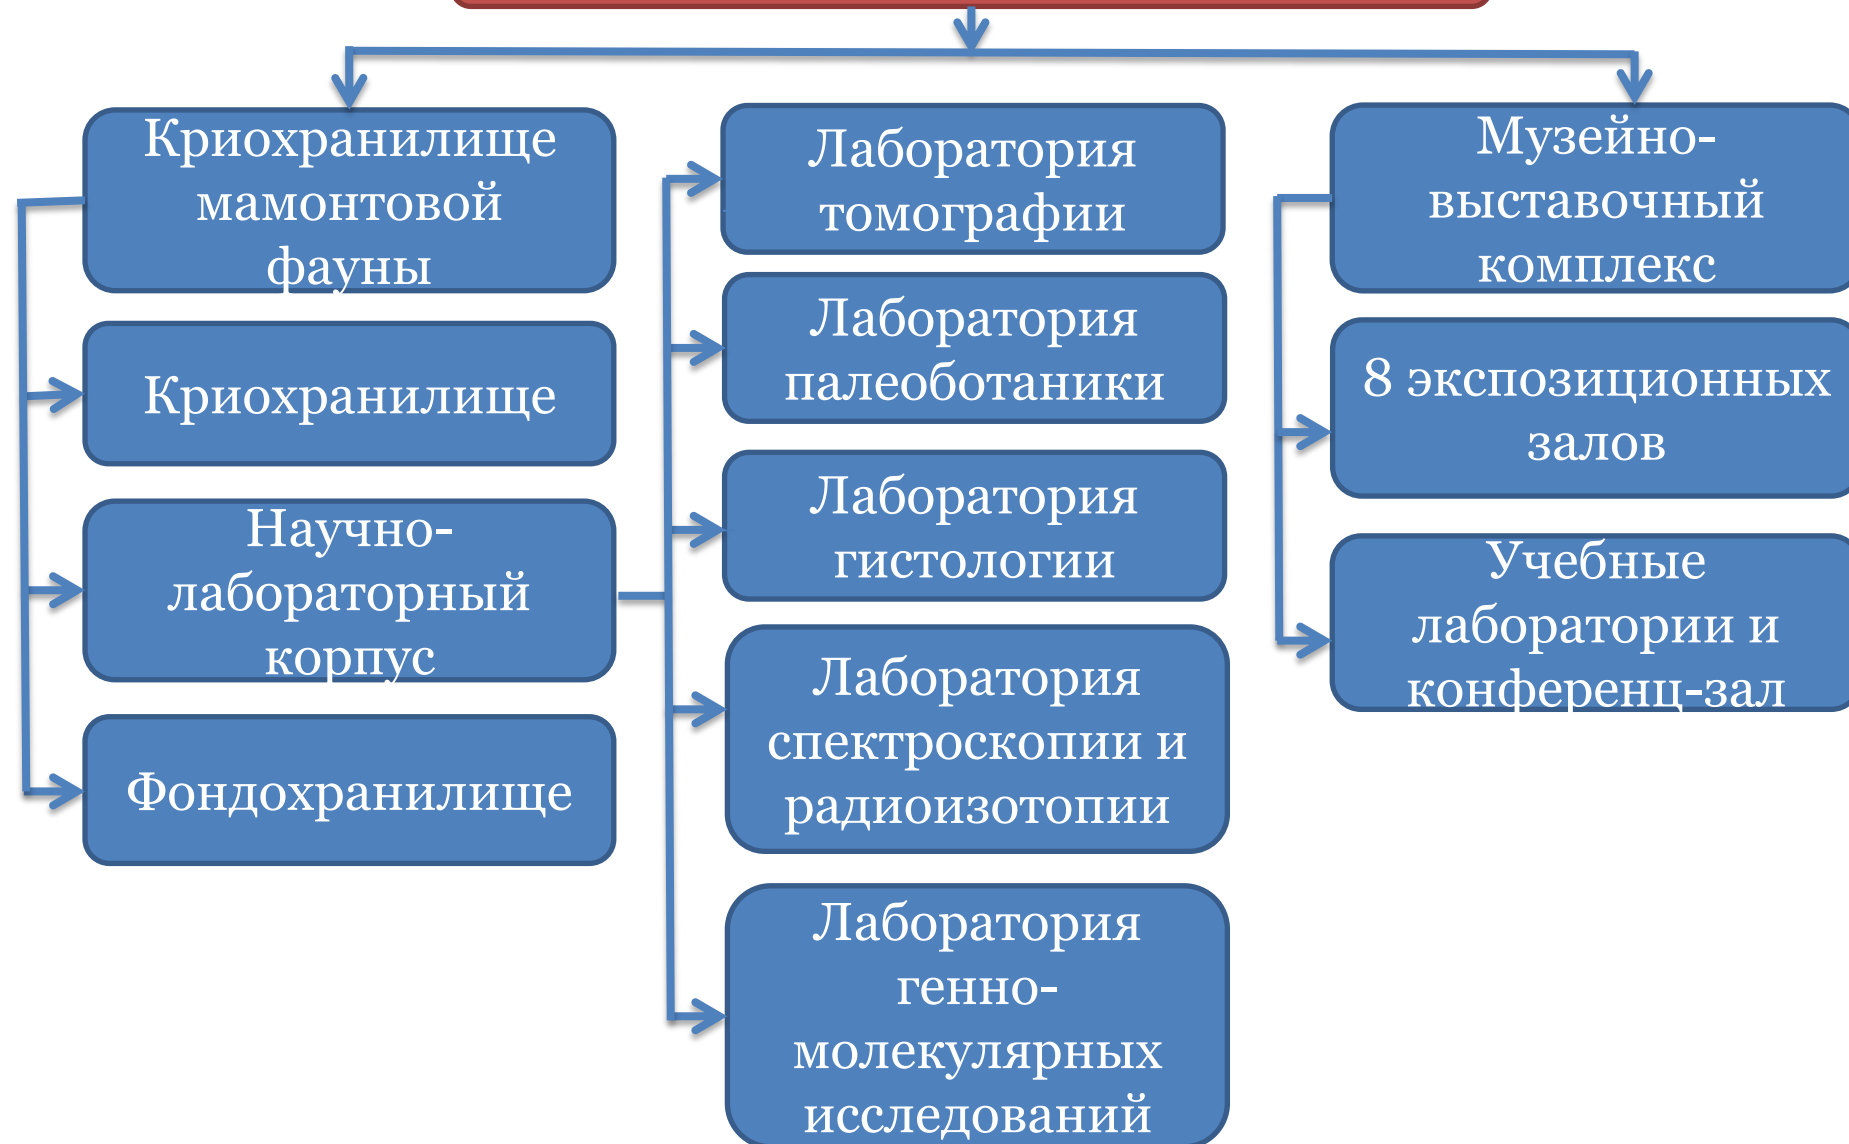 Криохранилище
мамонтовой
фауны
Криохранилище
Научно-
лабораторный
корпус
Фондохранилище
Лаборатория
томографии
Лаборатория
палеоботаники
Лаборатория
гистологии
Лаборатория
спектроскопии и
радиоизотопии
Лаборатория
генно-
молекулярных
исследований
Музейно-
выставочный
комплекс
8 экспозиционных
залов
Учебные
лаборатории и
конференц-зал